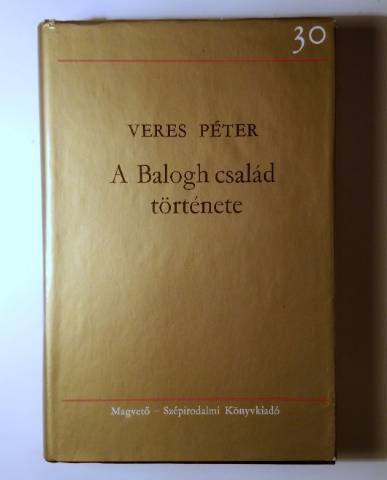 30
VERES PÉTER
A Balogh család
története
Magvető – Szépirodalmi Könyvkiadó